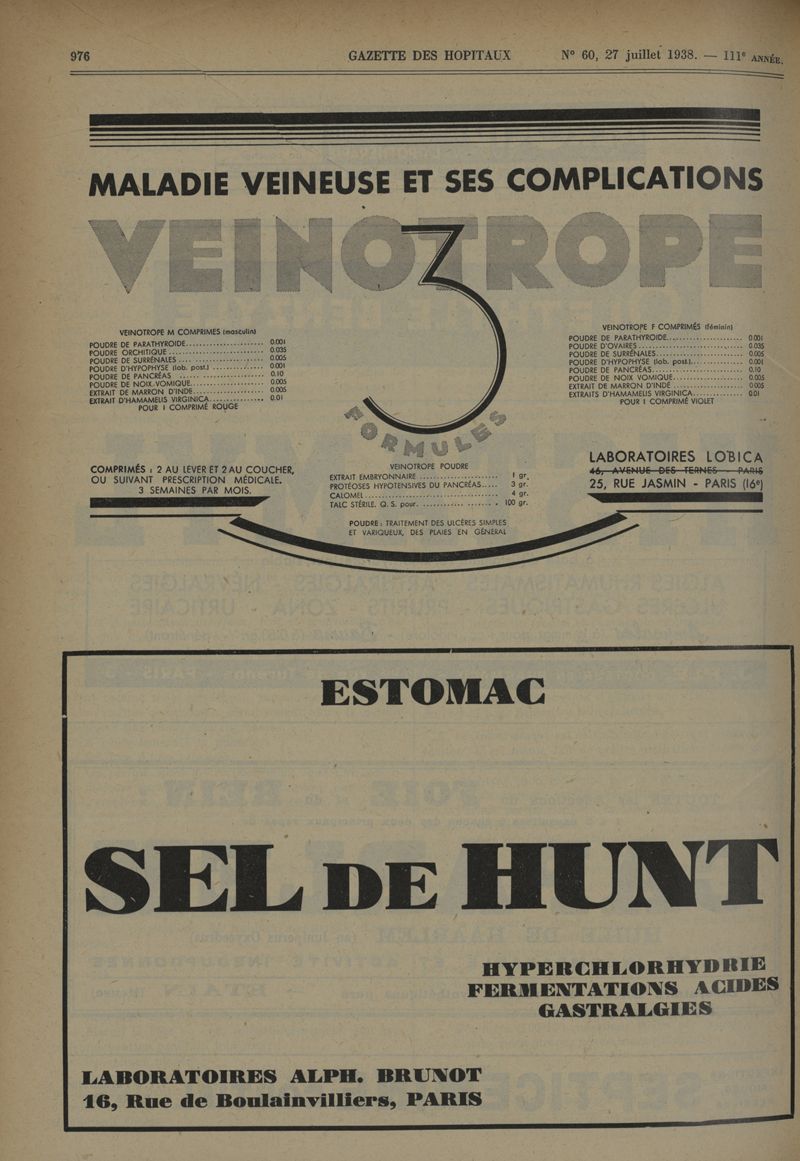 976 GAZETTE DES HOPITAUX N° 60, 27 juillet 1938. — 111e ANNÉE.
MALADIE VEINEUSE ET SES COMPLICATIONS
VEINOTROPE
3
FORMULES
VEINOTROPE M COMPRIMES (masculin)
POUDRE DE PARATHYROIDE 0.001
POUDRE ORCHITIQUE 0.035
POUDRE DE SURRÉNALES 0.005
POUDRE D'HYPOPHYSE (lob. post.) 0.001
POUDRE DE PANCRÉAS 0.10
POUDRE DE NOIX.VOMIQUE 0.005
EXTRAIT DE MARRON D'INDE 0.005
EXTRAIT D'HAMAMELIS VIRGINICA 0.01
POUR 1 COMPRIMÉ ROUGE
VEINOTROPE F COMPRIMÉS (féminin)
POUDRE DE PARATHYROIDE 0.001
POUDRE D'OVAIRES 0.035
POUDRE DE SURRÉNALES 0.005
POUDRE D'HYPOPHYSE (lob. post.) 0.001
POUDRE DE PANCRÉAS 0.10
POUDRE DE NOIX VOMIQUE 0.005
EXTRAIT DE MARRON D'INDE 0.005
EXTRAITS D'HAMAMELIS VIRGINICA 0.01
POUR 1 COMPRIMÉ VIOLET
COMPRIMÉS : 2 AU LEVER ET 2 AU COUCHER,
OU SUIVANT PRESCRIPTION MÉDICALE.
3 SEMAINES PAR MOIS.
VEINOTROPE POUDRE
EXTRAIT EMBRYONNAIRE 1 gr.
PROTÉOSES HYPOTENSIVES DU PANCRÉAS 3 gr.
CALOMEL 4 gr.
TALC STÉRILE. Q. S. pour 100 gr.
POUDRE : TRAITEMENT DES ULCÈRES SIMPLES
ET VARIQUEUX, DES PLAIES EN GÉNÉRAL
LABORATOIRES LOBICA
46, AVENUE DES TERNES - PARIS
25, RUE JASMIN - PARIS (16e)
ESTOMAC
SEL DE HUNT
HYPERCHLORHYDRIE
FERMENTATIONS ACIDES
GASTRALGIES
LABORATOIRES ALPH. BRUNOT
16, Rue de Boulainvilliers, PARIS